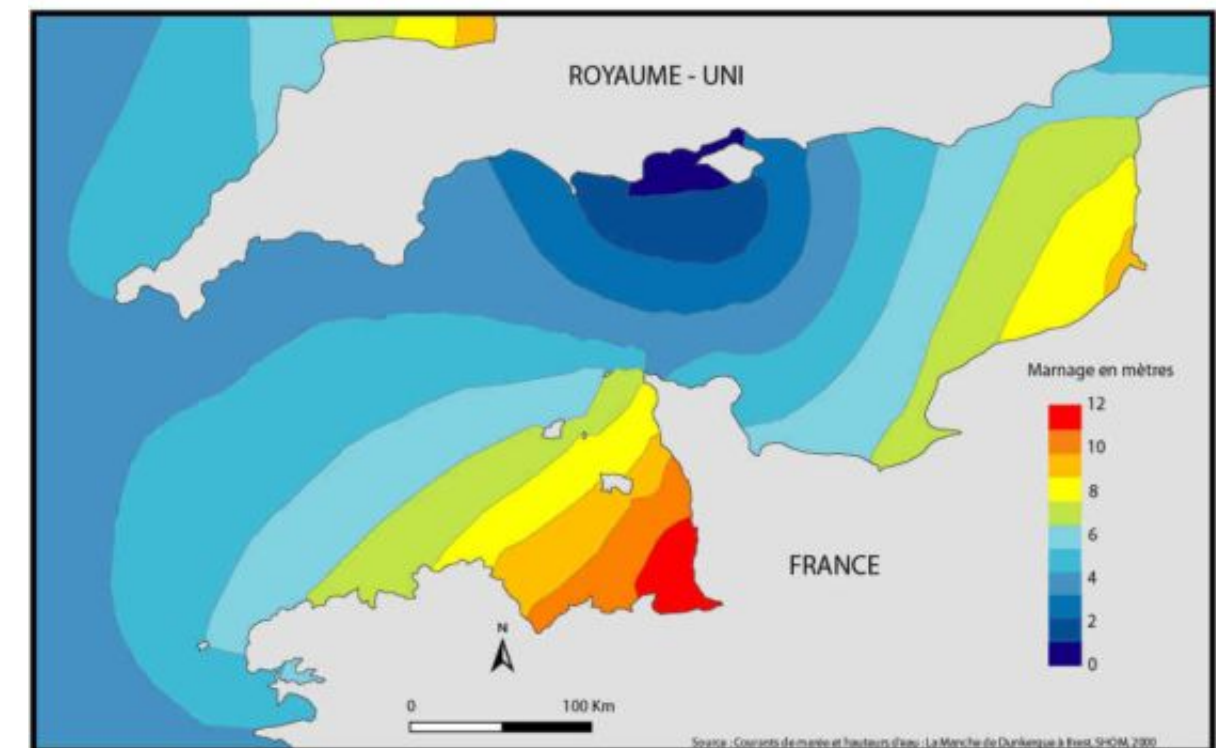 ROYAUME - UNI
Marnage en mètres
12
10
8
6
4
2
0
FRANCE
N
0 100 Km
Source : Courants de marée et hauteurs d'eau : La Manche de Dunkerque à Brest, SHOM, 2000